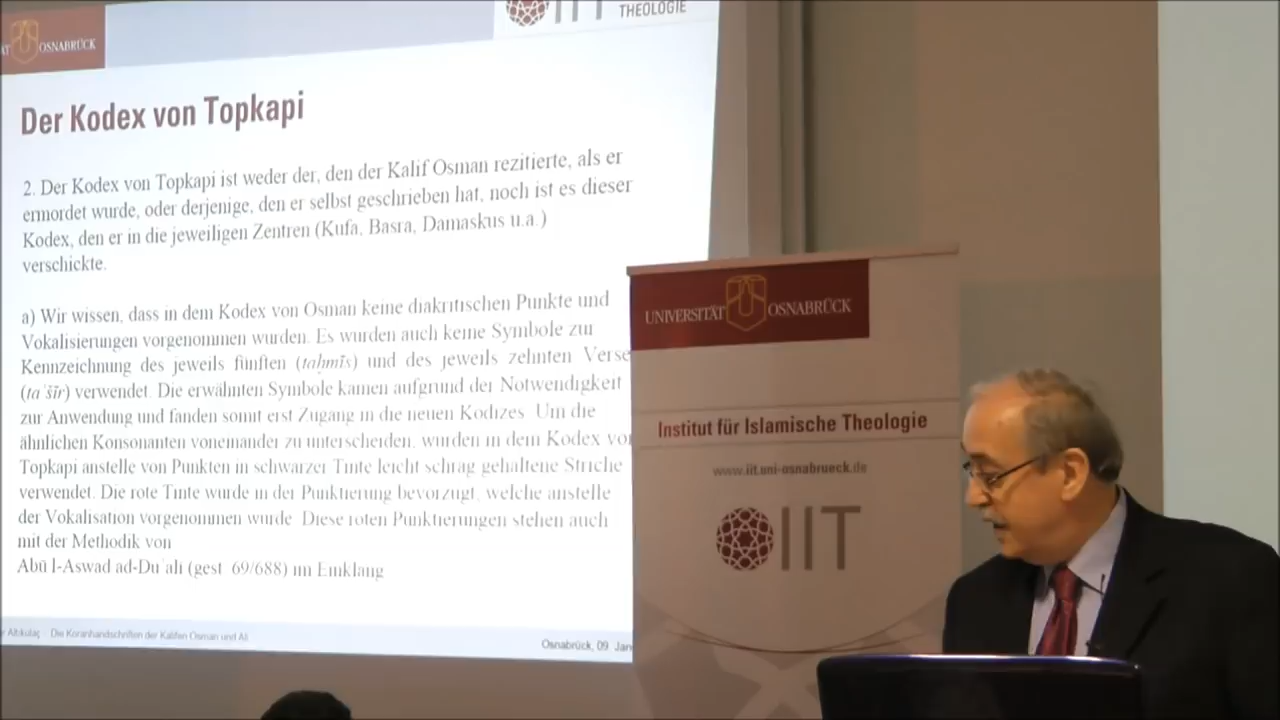 OSNABRÜCK
IIT
THEOLOGIE
Der Kodex von Topkapi
2. Der Kodex von Topkapi ist weder der, den der Kalif Osman rezitierte, als er
ermordet wurde, oder derjenige, den er selbst geschrieben hat, noch ist es dieser
Kodex, den er in die jeweiligen Zentren (Kufa, Basra, Damaskus u.a.)
verschickte.
a) Wir wissen, dass in dem Kodex von Osman keine diakritischen Punkte und
Vokalisierungen vorgenommen wurden. Es wurden auch keine Symbole zur
Kennzeichnung des jeweils fünften (taḫmīs) und des jeweils zehnten Verse
(taʿšīr) verwendet. Die erwähnten Symbole kamen aufgrund der Notwendigkeit
zur Anwendung und fanden somit erst Zugang in die neuen Kodizes. Um die
ähnlichen Konsonanten voneinander zu unterscheiden, wurden in dem Kodex von
Topkapi anstelle von Punkten in schwarzer Tinte leicht schräg gehaltene Striche
verwendet. Die rote Tinte wurde in der Punktierung bevorzugt, welche anstelle
der Vokalisation vorgenommen wurde. Diese roten Punktierungen stehen auch
mit der Methodik von
Abū l-Aswad ad-Duʾalī (gest. 69/688) im Einklang
Altıkulaç - Die Koranhandschriften der Kalifen Osman und Ali
Osnabrück, 09. Jan
UNIVERSITÄT OSNABRÜCK
Institut für Islamische Theologie
www.iit.uni-osnabrueck.de
IIT